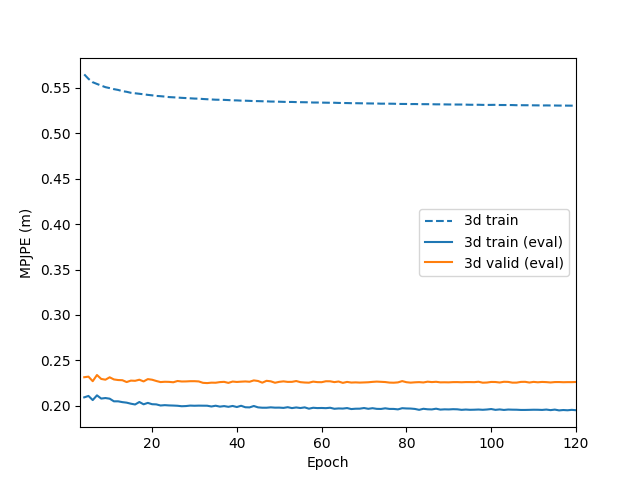 MPJPE (m)
0.55
0.50
0.45
0.40
0.35
0.30
0.25
0.20
3d train
3d train (eval)
3d valid (eval)
20 40 60 80 100 120
Epoch